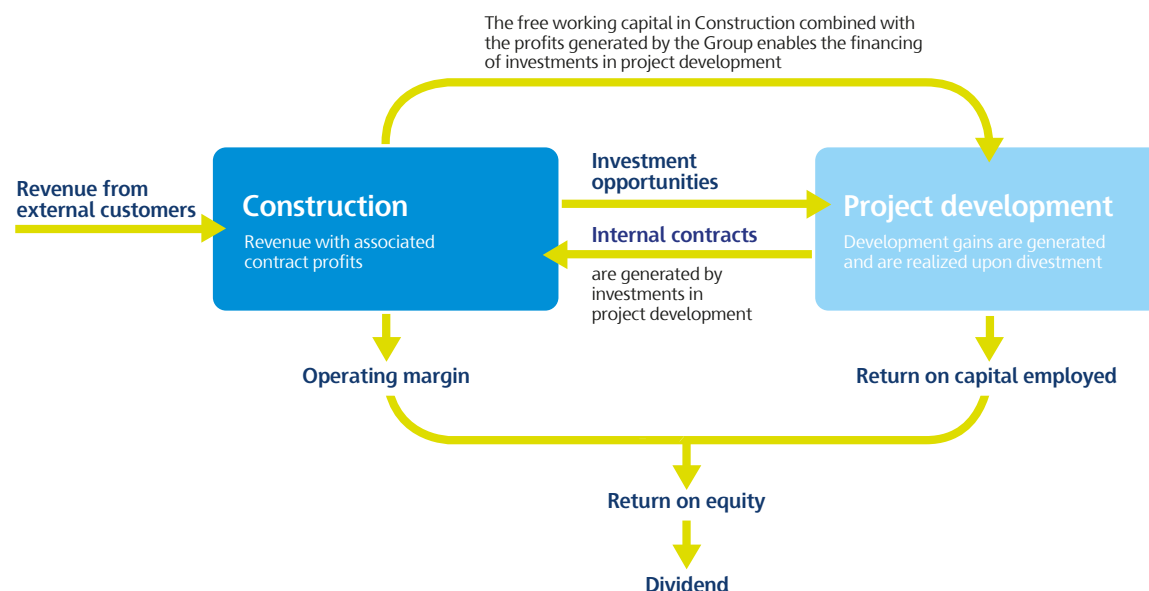 The free working capital in Construction combined with
the profits generated by the Group enables the financing
of investments in project development
Revenue from
external customers
Construction
Revenue with associated
contract profits
Investment
opportunities
Internal contracts
are generated by
investments in
project development
Project development
Development gains are generated
and are realized upon divestment
Operating margin
Return on capital employed
Return on equity
Dividend